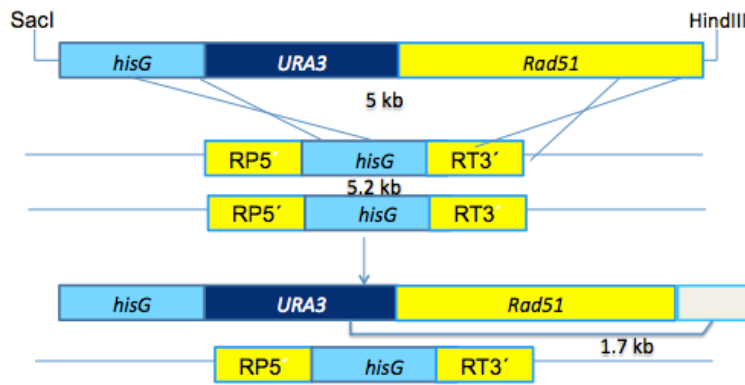 SacI HindIII
hisG URA3 Rad51
5 kb
RP5´ hisG RT3´
5.2 kb
RP5´ hisG RT3´
hisG URA3 Rad51
1.7 kb
RP5´ hisG RT3´